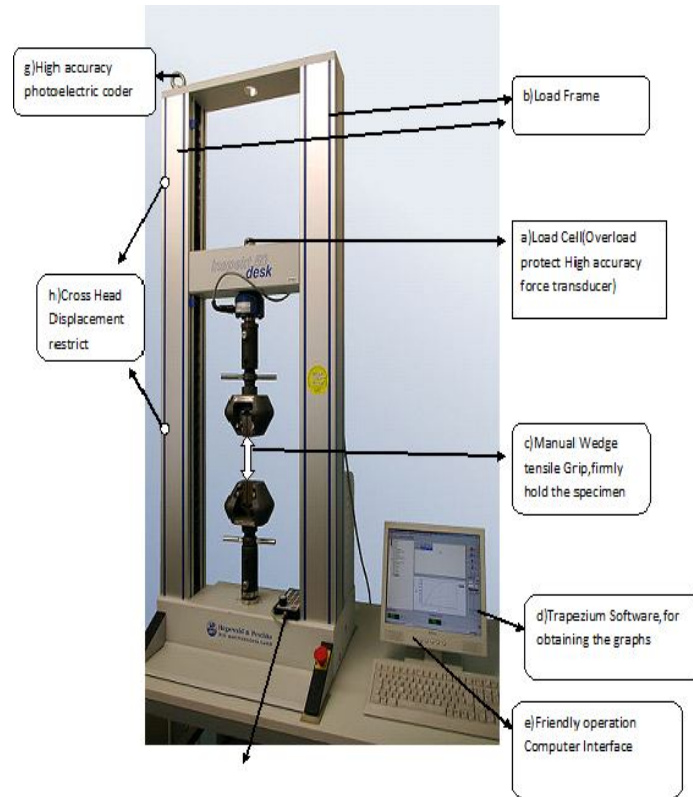 g)High accuracy
photoelectric coder
b)Load Frame
a)Load Cell(Overload
protect High accuracy
force transducer)
desk
h)Cross Head
Displacement
restrict
c)Manual Wedge
tensile Grip,firmly
hold the specimen
d)Trapezium Software,for
obtaining the graphs
Hegewald & Peschke
e)Friendly operation
Computer Interface